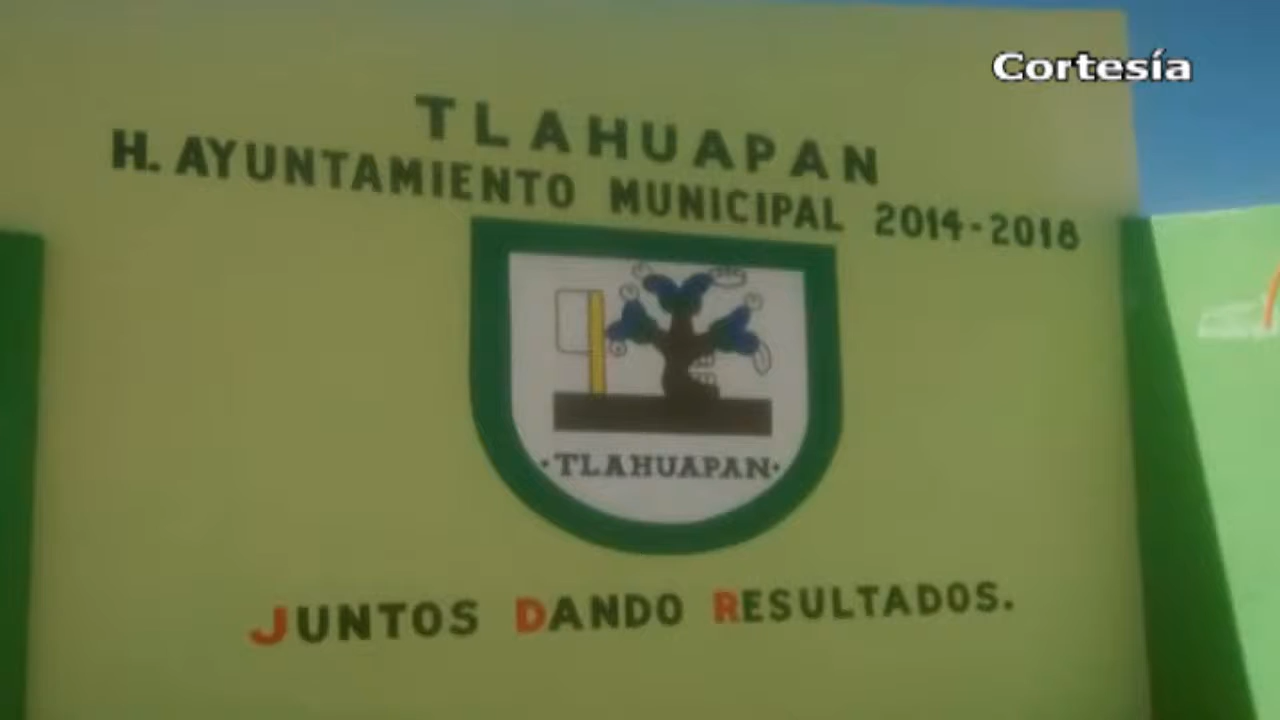 Cortesía
TLAHUAPAN
H. AYUNTAMIENTO MUNICIPAL 2014-2018
·TLAHUAPAN·
JUNTOS DANDO RESULTADOS.